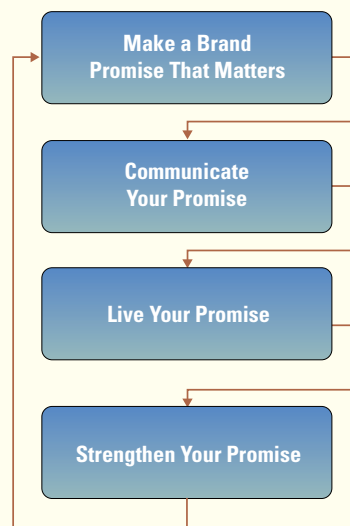 Make a Brand
Promise That Matters
Communicate
Your Promise
Live Your Promise
Strengthen Your Promise